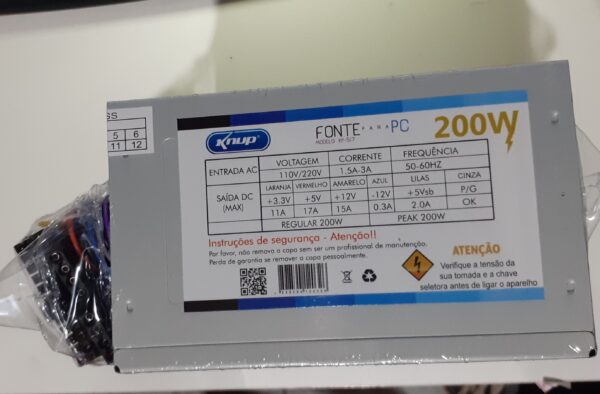 SS
5 6
11 12
Knup
FONTE PARA PC
MODELO: KP-517
200W
ENTRADA AC VOLTAGEM CORRENTE FREQUÊNCIA
110V/220V 1.5A-3A 50-60HZ
SAÍDA DC (MAX) LARANJA VERMELHO AMARELO AZUL LILAS CINZA
+3.3V +5V +12V -12V +5Vsb P/G
11A 17A 15A 0.3A 2.0A OK
REGULAR 200W PEAK 200W
Instruções de segurança - Atenção!!
Por favor, não remova a capa sem ser um profissional de manutenção,
Perda de garantia se remover a capa pessoalmente.
ATENÇÃO
Verifique a tensão da
sua tomada e a chave
seletora antes de ligar o aparelho